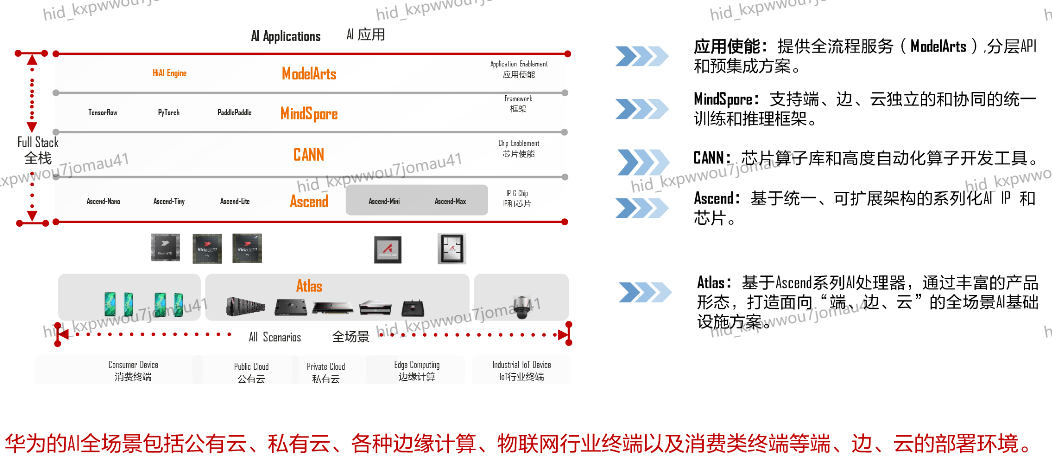 hid_kxpwwou7jomau41
hid_kxpwwou7jomau41
hid_kxpwwou7jomau41
AI Applications AI 应用
HiAI Engine
ModelArts
Application Enablement
应用使能
TensorFlow
PyTorch
PaddlePaddle
MindSpore
Framework
框架
CANN
Chip Enablement
芯片使能
Full Stack
全栈
Ascend-Nano
Ascend-Tiny
Ascend-Lite
Ascend
Ascend-Mini
Ascend-Max
IP & Chip
IP和芯片
Atlas
All Scenarios 全场景
Consumer Device
消费终端
Public Cloud
公有云
Private Cloud
私有云
Edge Computing
边缘计算
Industrial IoT Device
IoT行业终端
应用使能：提供全流程服务（ModelArts）,分层API
和预集成方案。
MindSpore：支持端、边、云独立的和协同的统一
训练和推理框架。
CANN：芯片算子库和高度自动化算子开发工具。
Ascend：基于统一、可扩展架构的系列化AI IP 和
芯片。
Atlas：基于Ascend系列AI处理器，通过丰富的产品
形态，打造面向“端、边、云”的全场景AI基础
设施方案。
kxpwwou7jomau41
hid_kxpwwou7jomau41
hid_kxpwwou7jomau41
hid_kxpwwou7jomau41
hid_kxpwwou7jomau41
hid_kxpwwou7jomau41
华为的AI全场景包括公有云、私有云、各种边缘计算、物联网行业终端以及消费类终端等端、边、云的部署环境。